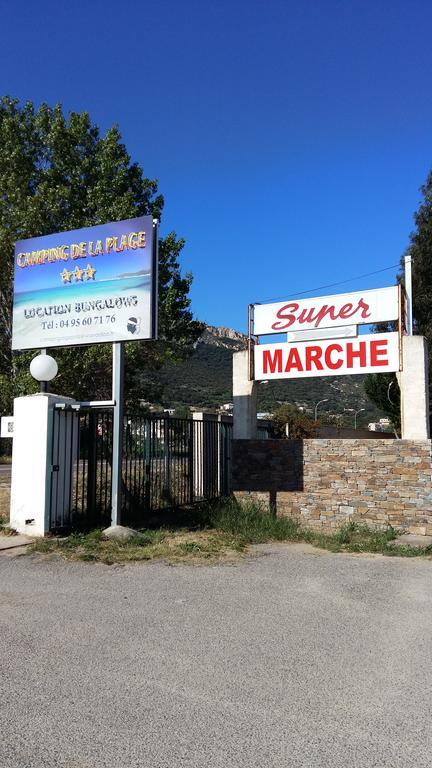 CAMPING DE LA PLAGE
LOCATION BUNGALOWS
Tél : 04 95 60 71 76
Super
MARCHE